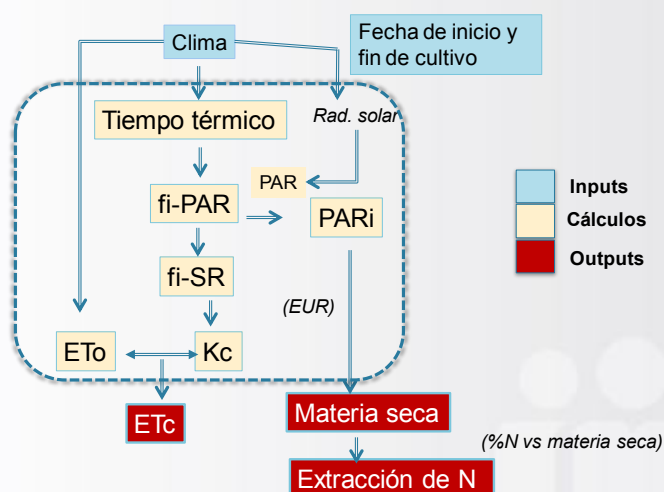 Clima
Fecha de inicio y
fin de cultivo
Tiempo térmico
Rad. solar
PAR
fi-PAR
PARi
fi-SR
(EUR)
ETo
Kc
ETc
Materia seca
(%N vs materia seca)
Extracción de N
Inputs
Cálculos
Outputs